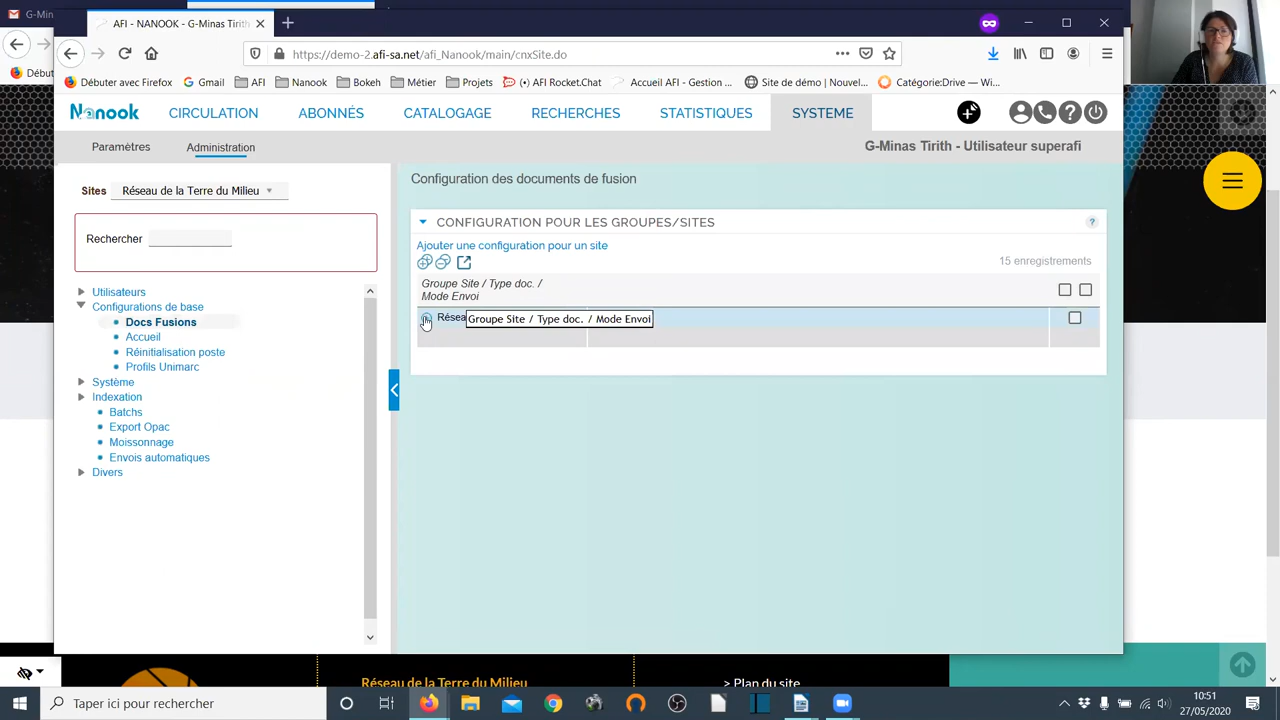 G- Minas
AFI - NANOOK - G-Minas Tirith
https://demo-2.afi-sa.net/afi_Nanook/main/cnxSite.do
Début
Débuter avec Firefox Gmail AFI Nanook Bokeh Métier Projets (1) AFI Rocket.Chat Accueil AFI - Gestion ... Site de démo | Nouvel... Catégorie:Drive — Wi...
Nanook CIRCULATION ABONNÉS CATALOGAGE RECHERCHES STATISTIQUES SYSTEME
Paramètres Administration G-Minas Tirith - Utilisateur superafi
Sites Réseau de la Terre du Milieu
Configuration des documents de fusion
CONFIGURATION POUR LES GROUPES/SITES
Rechercher
Ajouter une configuration pour un site
15 enregistrements
Groupe Site / Type doc. /
Mode Envoi
Résea
Groupe Site / Type doc. / Mode Envoi
Utilisateurs
Configurations de base
Docs Fusions
Accueil
Réinitialisation poste
Profils Unimarc
Système
Indexation
Batchs
Export Opac
Moissonnage
Envois automatiques
Divers
Réseau de la Terre du Milieu
> Plan du site
Taper ici pour rechercher
10:51
27/05/2020